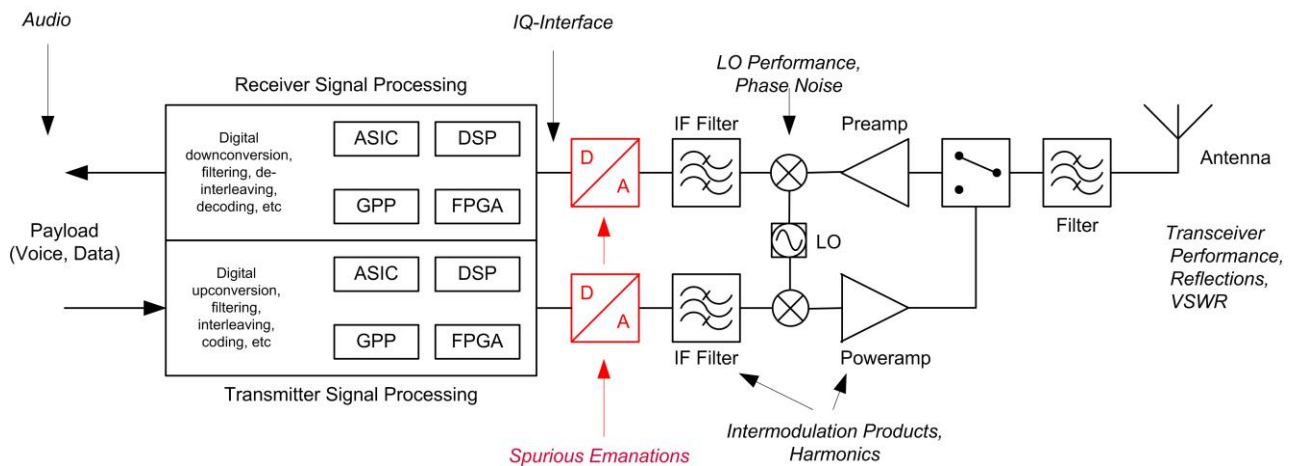 Audio
IQ-Interface
LO Performance,
Phase Noise
Receiver Signal Processing
Digital
downconversion,
filtering, de-
interleaving,
decoding, etc
ASIC
DSP
GPP
FPGA
D
A
IF Filter
Preamp
Antenna
Filter
LO
Payload
(Voice, Data)
Digital
upconversion,
filtering,
interleaving,
coding, etc
ASIC
DSP
GPP
FPGA
D
A
IF Filter
Poweramp
Transceiver
Performance,
Reflections,
VSWR
Transmitter Signal Processing
Spurious Emanations
Intermodulation Products,
Harmonics